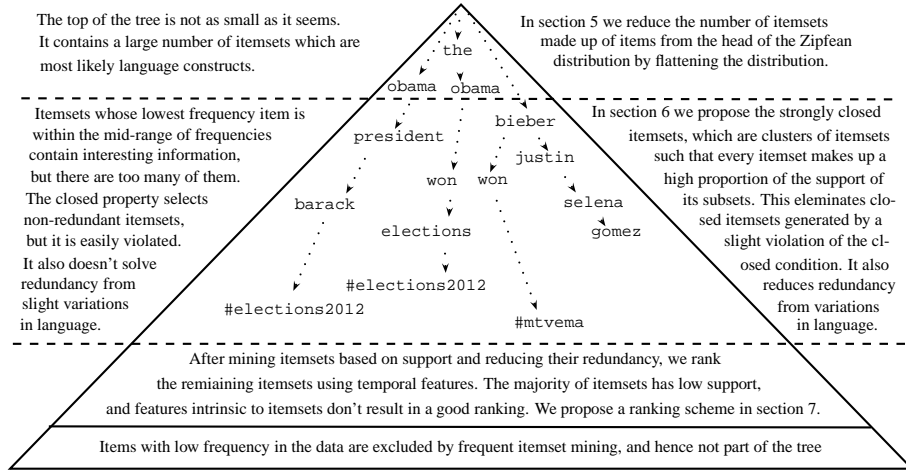 The top of the tree is not as small as it seems.
It contains a large number of itemsets which are
most likely language constructs.
In section 5 we reduce the number of itemsets
made up of items from the head of the Zipfean
distribution by flattening the distribution.
the
obama
obama
Itemsets whose lowest frequency item is
within the mid-range of frequencies
contain interesting information,
but there are too many of them.
The closed property selects
non-redundant itemsets,
but it is easily violated.
It also doesn't solve
redundancy from
slight variations
in language.
bieber
president
justin
won
won
barack
selena
elections
gomez
#elections2012
#elections2012
#mtvema
In section 6 we propose the strongly closed
itemsets, which are clusters of itemsets
such that every itemset makes up a
high proportion of the support of
its subsets. This eleminates clo-
sed itemsets generated by a
slight violation of the cl-
osed condition. It also
reduces redundancy
from variations
in language.
After mining itemsets based on support and reducing their redundancy, we rank
the remiaining itemsets using temporal features. The majority of itemsets has low support,
and features intrinsic to itemsets don't result in a good ranking. We propose a ranking scheme in section 7.
Items with low frequency in the data are excluded by frequent itemset mining, and hence not part of the tree